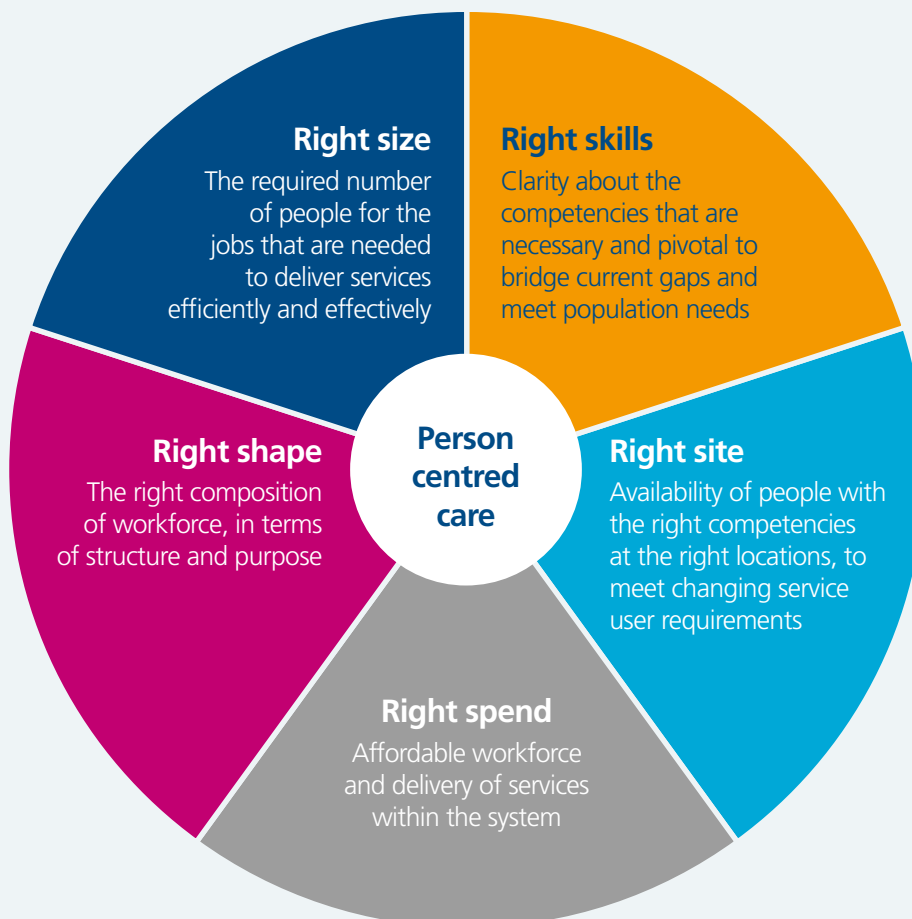 Right size
The required number
of people for the
jobs that are needed
to deliver services
efficiently and effectively
Right skills
Clarity about the
competencies that are
necessary and pivotal to
bridge current gaps and
meet population needs
Right shape
The right composition
of workforce, in terms
of structure and purpose
Person
centred
care
Right site
Availability of people with
the right competencies
at the right locations, to
meet changing service
user requirements
Right spend
Affordable workforce
and delivery of services
within the system